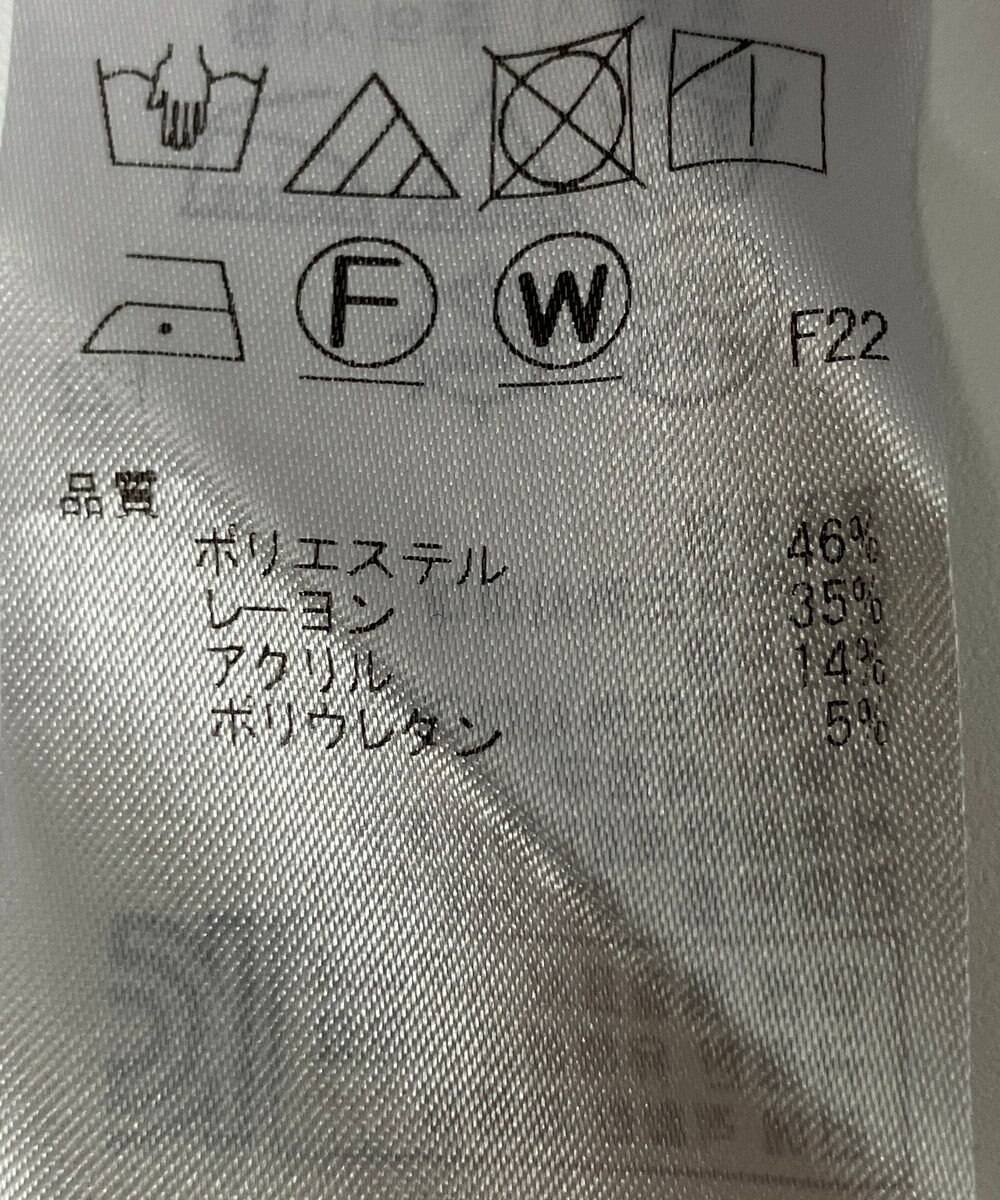 F W F22
品質
ポリエステル 46%
レーヨン 35%
アクリル 14%
ポリウレタン 5%